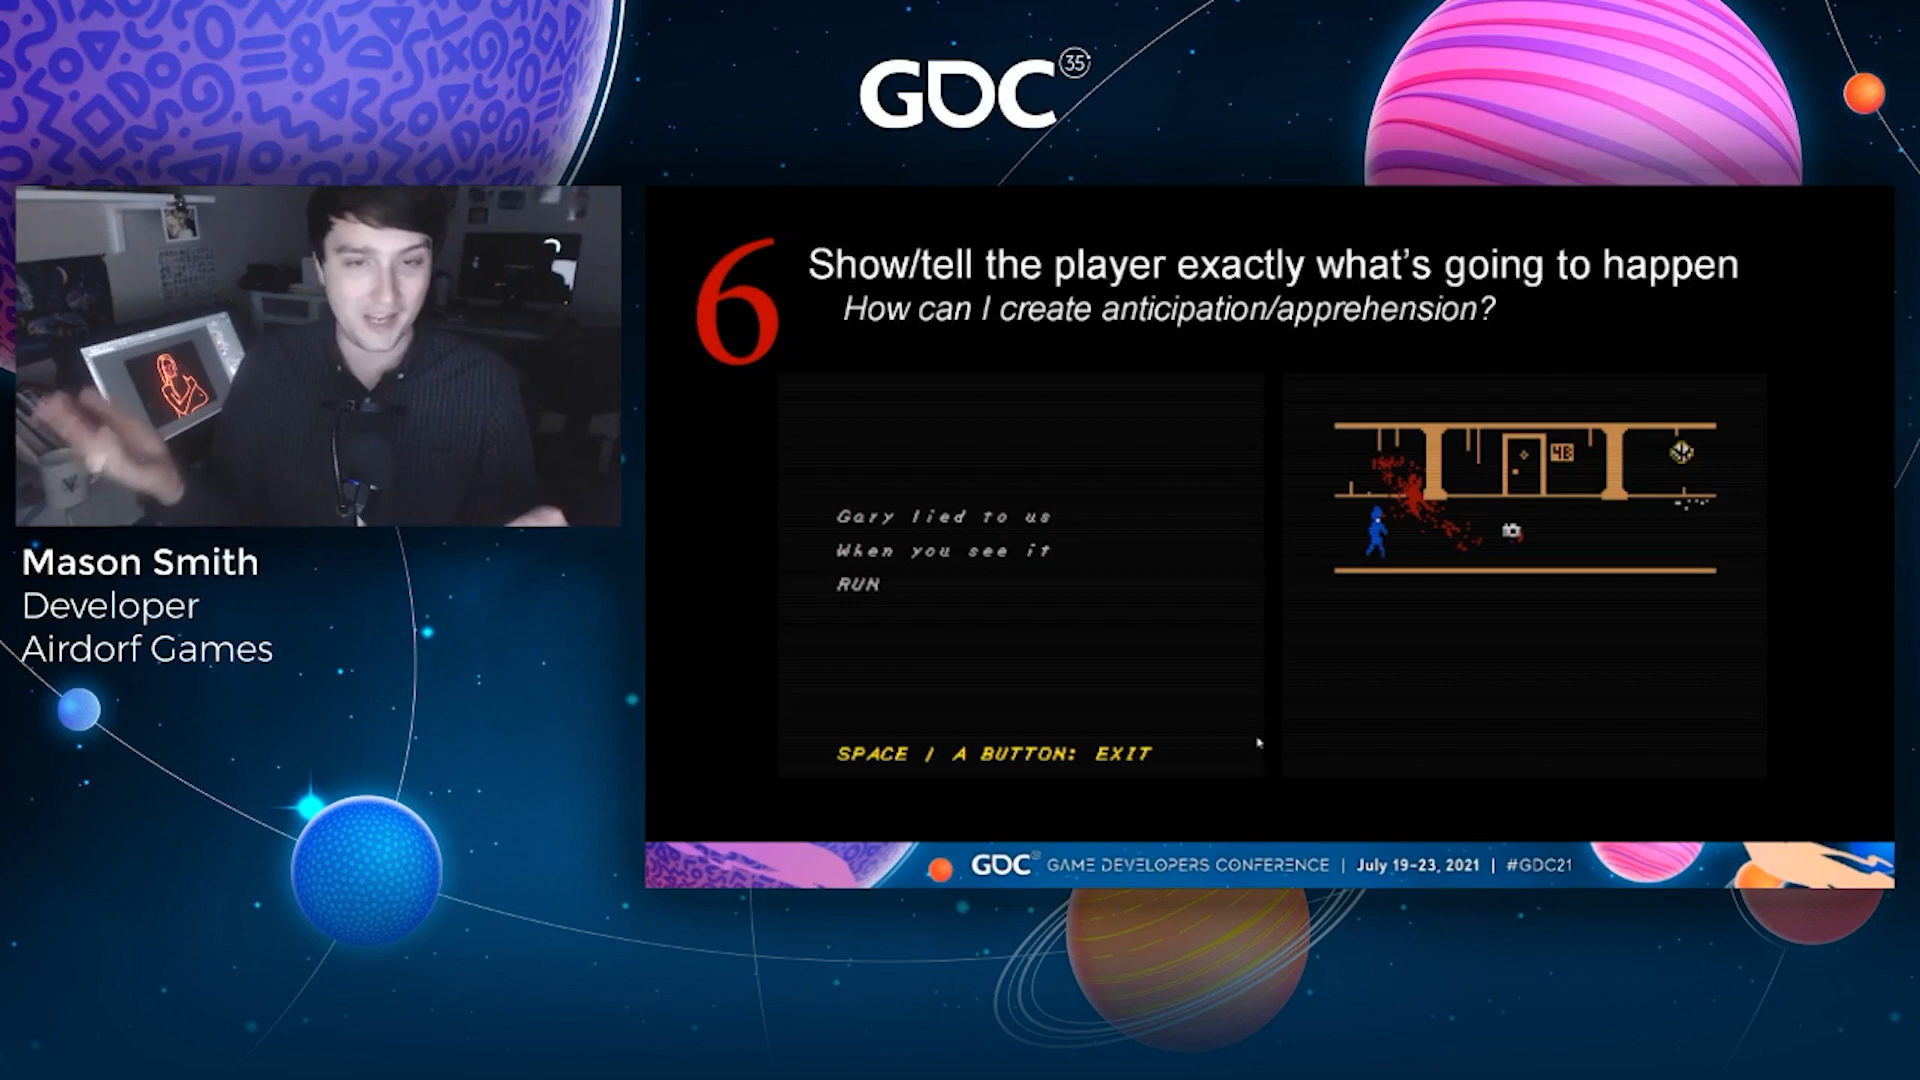 GDC 35
6 Show/tell the player exactly what's going to happen
How can I create anticipation/apprehension?
Gary lied to us
When you see it
RUN
SPACE / A BUTTON: EXIT
4B
Mason Smith
Developer
Airdorf Games
GDC GAME DEVELOPERS CONFERENCE | July 19-23, 2021 | #GDC21